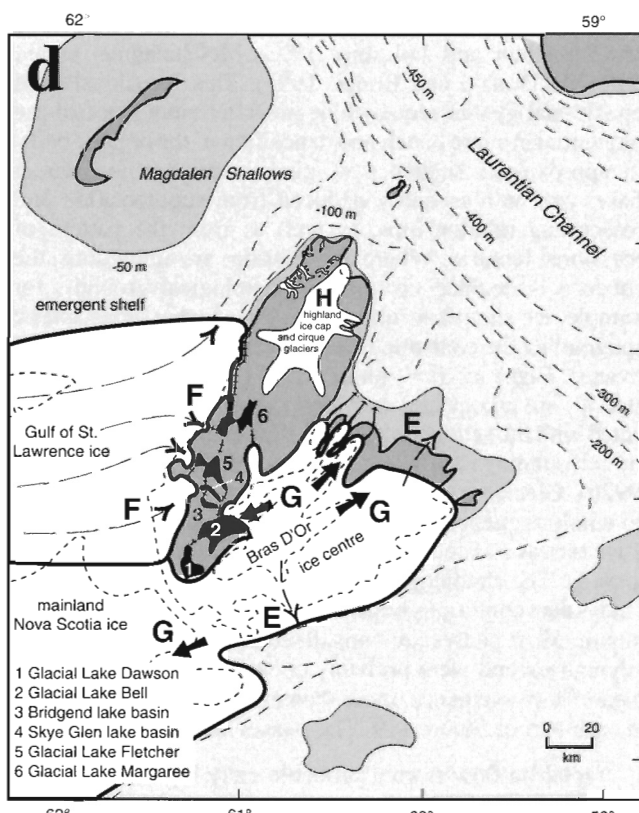 62°
59°
d
Magdalen Shallows
Laurentian Channel
-450 m
-400 m
-100 m
-50 m
emergent shelf
H
highland
ice cap
and cirque
glaciers
-300 m
-200 m
F
6
E
Gulf of St.
Lawrence ice
5
4
G
F
3
G
2
Bras D'Or
ice centre
1
mainland
Nova Scotia ice
G
E
1 Glacial Lake Dawson
2 Glacial Lake Bell
3 Bridgend lake basin
4 Skye Glen lake basin
5 Glacial Lake Fletcher
6 Glacial Lake Margaree
0 20
km
61°